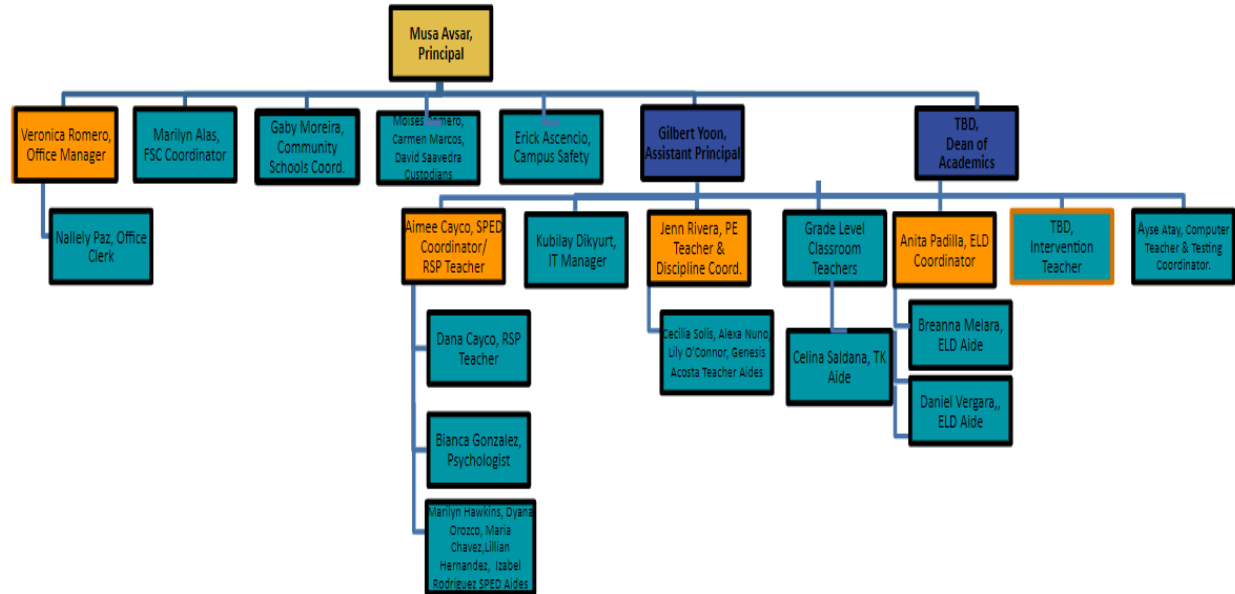 Musa Avsar,
Principal
Veronica Romero,
Office Manager
Marilyn Alas,
FSC Coordinator
Gaby Moreira,
Community
Schools Coord.
Moises Romero,
Carmen Marcos,
David Saavedra
Custodians
Erick Ascencio,
Campus Safety
Gilbert Yoon,
Assistant Principal
TBD,
Dean of
Academics
Nallely Paz, Office
Clerk
Aimee Cayco, SPED
Coordinator/
RSP Teacher
Kubilay Dikyurt,
IT Manager
Jenn Rivera, PE
Teacher &
Discipline Coord.
Grade Level
Classroom
Teachers
Anita Padilla, ELD
Coordinator
TBD,
Intervention
Teacher
Ayse Atay, Computer
Teacher & Testing
Coordinator.
Dana Cayco, RSP
Teacher
Cecilia Solis, Alexa Nuno,
Lily O'Connor, Genesis
Acosta Teacher Aides
Celina Saldana, TK
Aide
Breanna Melara,
ELD Aide
Daniel Vergara,,
ELD Aide
Bianca Gonzalez,
Psychologist
Marilyn Hawkins, Dyana
Orozco, Maria
Chavez,Lillian
Hernandez, Izabel
Rodriguez SPED Aides